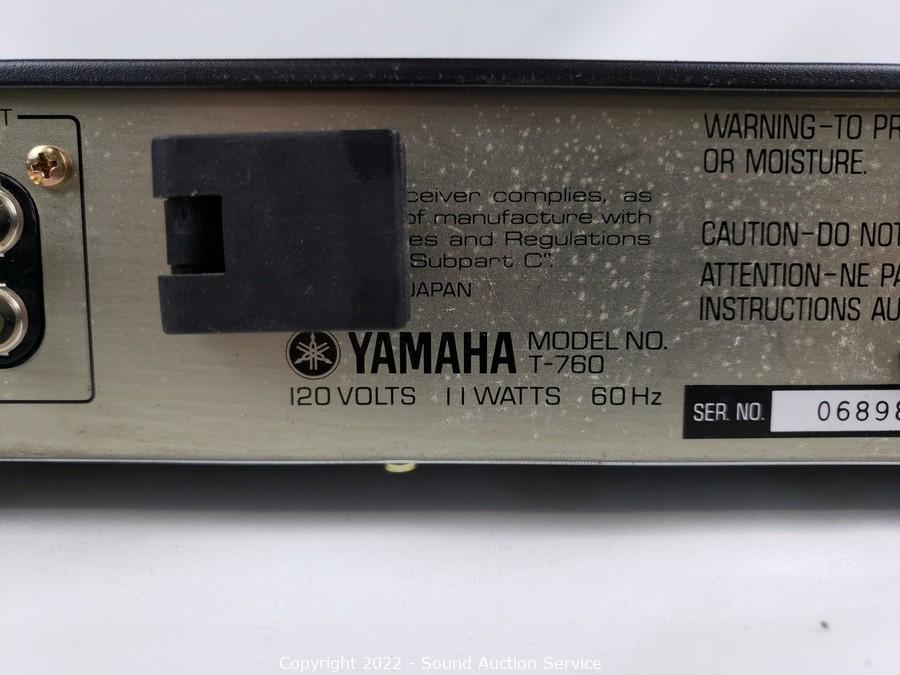 T
ceiver complies, as
of manufacture with
es and Regulations
Subpart C".
JAPAN
YAMAHA MODEL NO.
T-760
120 VOLTS 11 WATTS 60 Hz
WARNING-TO PR
OR MOISTURE.
CAUTION-DO NOT
ATTENTION-NE PA
INSTRUCTIONS AU
SER. NO. 06898
Copyright 2022 - Sound Auction Service